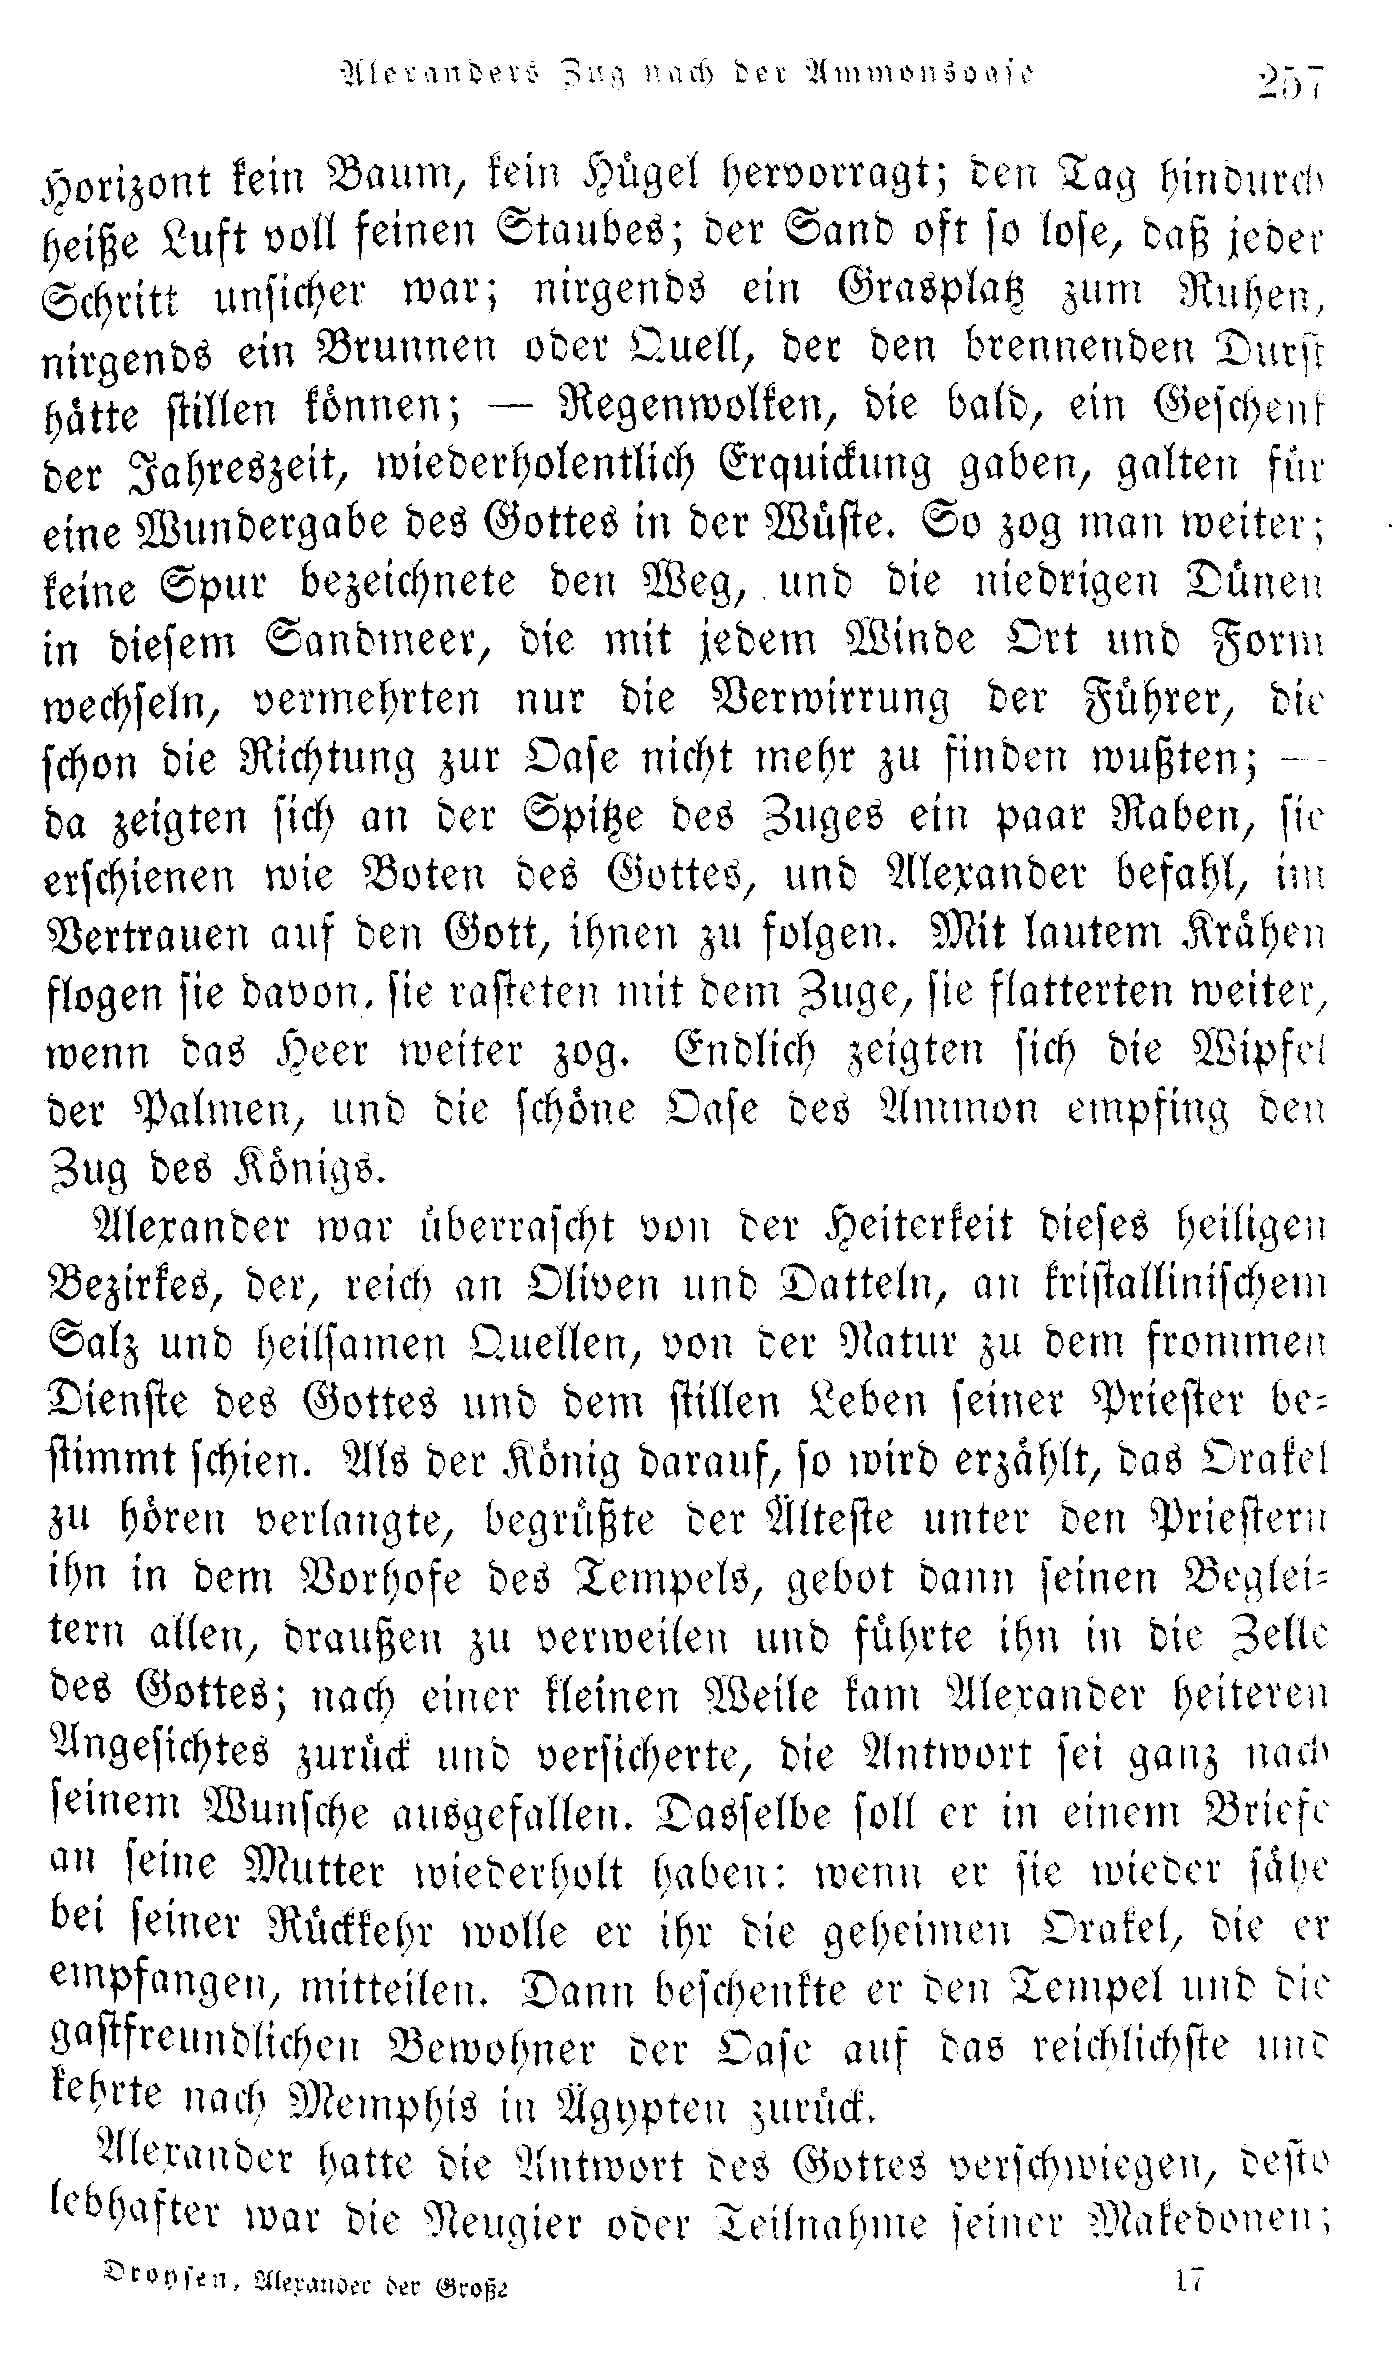 Alexanders Zug nach der Ammonsoase 257
Horizont kein Baum, kein Hügel hervorragt; den Tag hindurch
heiße Luft voll feinen Staubes; der Sand oft so lose, daß jeder
Schritt unsicher war; nirgends ein Grasplatz zum Ruhen,
nirgends ein Brunnen oder Quell, der den brennenden Durst
hätte stillen können; — Regenwolken, die bald, ein Geschenk
der Jahreszeit, wiederholentlich Erquickung gaben, galten für
eine Wundergabe des Gottes in der Wüste. So zog man weiter;
keine Spur bezeichnete den Weg, und die niedrigen Dünen
in diesem Sandmeer, die mit jedem Winde Ort und Form
wechseln, vermehrten nur die Verwirrung der Führer, die
schon die Richtung zur Oase nicht mehr zu finden wußten; —
da zeigten sich an der Spitze des Zuges ein paar Raben, sie
erschienen wie Boten des Gottes, und Alexander befahl, im
Vertrauen auf den Gott, ihnen zu folgen. Mit lautem Krähen
flogen sie davon, sie rasteten mit dem Zuge, sie flatterten weiter,
wenn das Heer weiter zog. Endlich zeigten sich die Wipfel
der Palmen, und die schöne Oase des Ammon empfing den
Zug des Königs.
Alexander war überrascht von der Heiterkeit dieses heiligen
Bezirkes, der, reich an Oliven und Datteln, an kristallinischem
Salz und heilsamen Quellen, von der Natur zu dem frommen
Dienste des Gottes und dem stillen Leben seiner Priester be-
stimmt schien. Als der König darauf, so wird erzählt, das Orakel
zu hören verlangte, begrüßte der Älteste unter den Priestern
ihn in dem Vorhofe des Tempels, gebot dann seinen Beglei-
tern allen, draußen zu verweilen und führte ihn in die Zelle
des Gottes; nach einer kleinen Weile kam Alexander heiteren
Angesichtes zurück und versicherte, die Antwort sei ganz nach
seinem Wunsche ausgefallen. Dasselbe soll er in einem Briefe
an seine Mutter wiederholt haben: wenn er sie wieder sähe
bei seiner Rückkehr wolle er ihr die geheimen Orakel, die er
empfangen, mitteilen. Dann beschenkte er den Tempel und die
gastfreundlichen Bewohner der Oase auf das reichlichste und
kehrte nach Memphis in Ägypten zurück.
Alexander hatte die Antwort des Gottes verschwiegen, desto
lebhafter war die Neugier oder Teilnahme seiner Makedonen;
Droysen, Alexander der Große 17